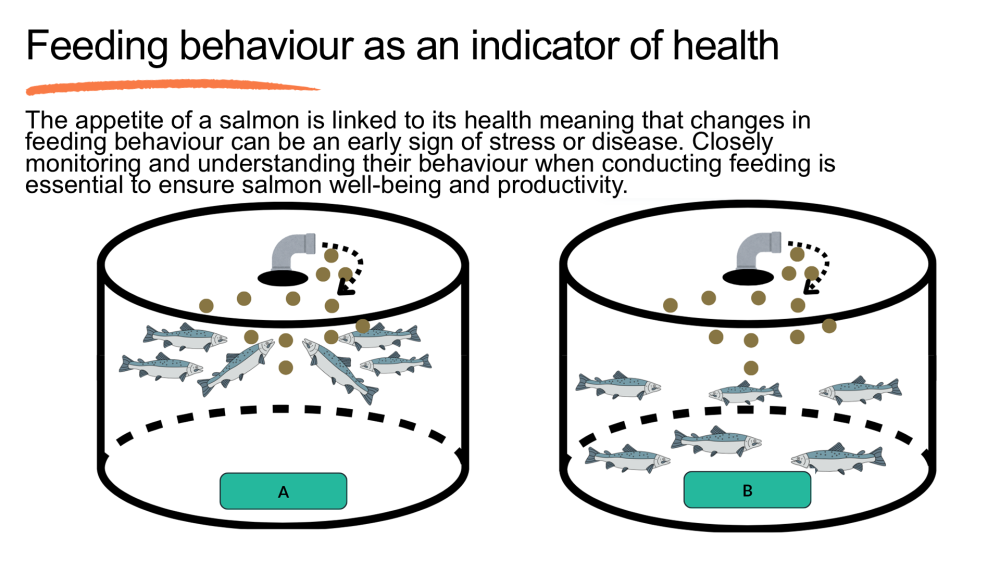 Feeding behaviour as an indicator of health
The appetite of a salmon is linked to its health meaning that changes in
feeding behaviour can be an early sign of stress or disease. Closely
monitoring and understanding their behaviour when conducting feeding is
essential to ensure salmon well-being and productivity.
A
B